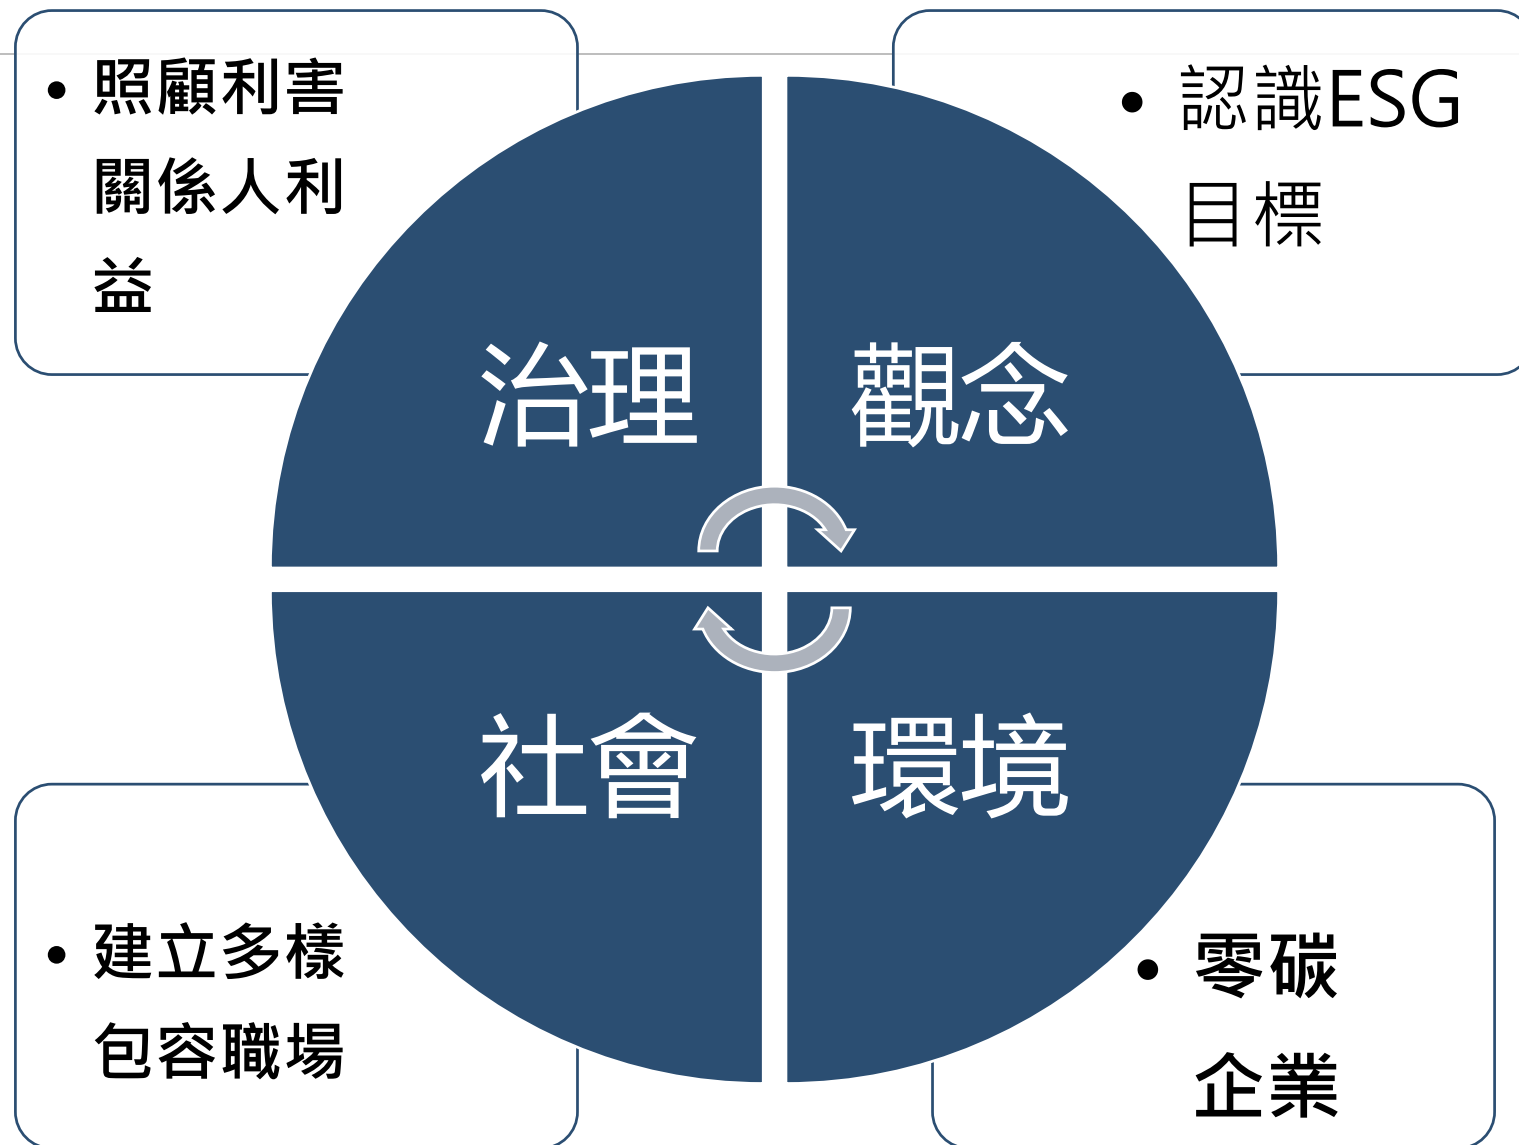 • 照顧利害
關係人利
益
• 認識ESG
目標
治理
觀念
社會
環境
• 建立多樣
包容職場
• 零碳
企業